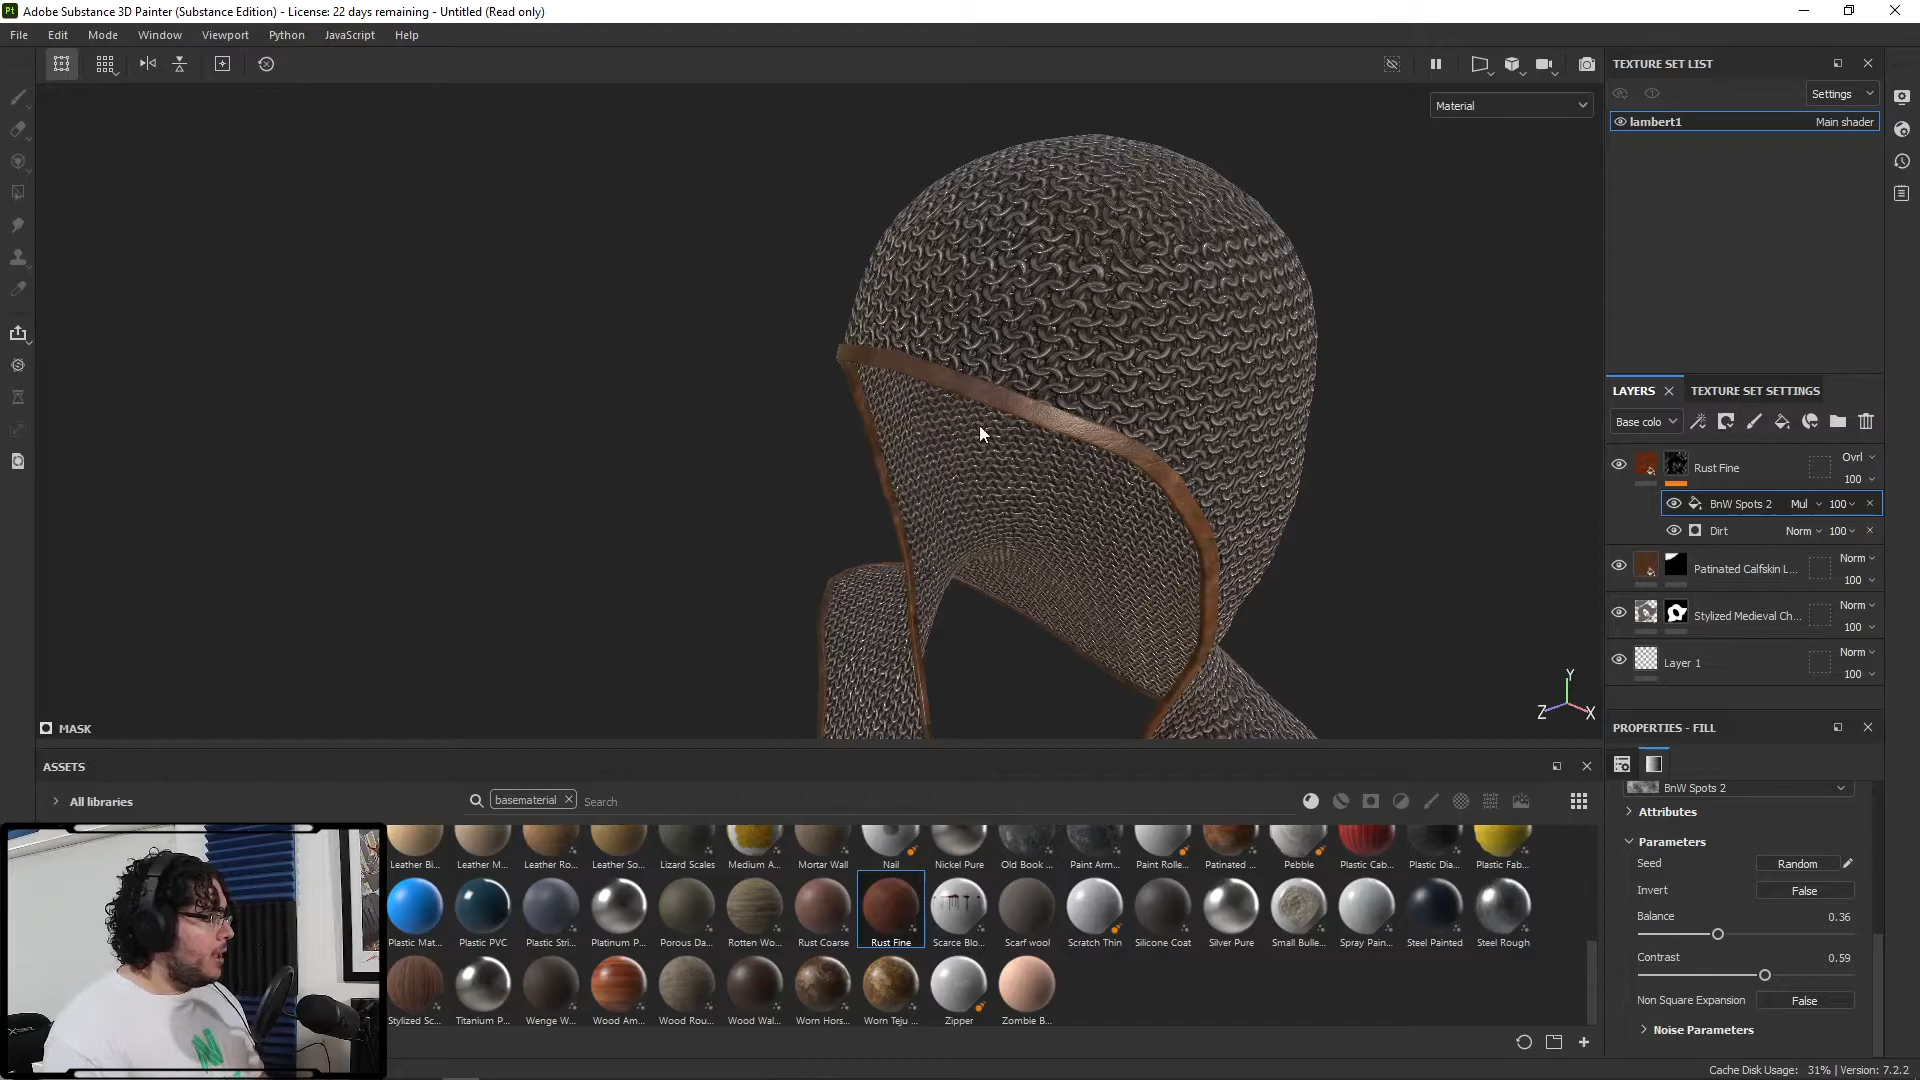 Pt Adobe Substance 3D Painter (Substance Edition) - License: 22 days remaining - Untitled (Read only)
File Edit Mode Window Viewport Python JavaScript Help
TEXTURE SET LIST
Settings
Material
lambert1 Main shader
LAYERS TEXTURE SET SETTINGS
Base colo
Rust Fine Ovrl
100
BnW Spots 2 Mul 100
Dirt Norm 100
Patinated Calfskin L... Norm
100
Stylized Medieval Ch... Norm
100
Layer 1 Norm
100
Y
Z X
MASK
PROPERTIES - FILL
ASSETS
BnW Spots 2
All libraries basematerial Search
Attributes
Parameters
Leather Bi... Leather M... Leather Ro... Leather So... Lizard Scales Medium A... Mortar Wall Nail Nickel Pure Old Book ... Paint Arm... Paint Rolle... Patinated ... Pebble Plastic Cab... Plastic Dia... Plastic Fab...
Seed Random
Invert False
Balance 0.36
Plastic Mat... Plastic PVC Plastic Stri... Platinum P... Porous Da... Rotten Wo... Rust Coarse Rust Fine Scarce Blo... Scarf wool Scratch Thin Silicone Coat Silver Pure Small Bulle... Spray Pain... Steel Painted Steel Rough
Contrast 0.59
Non Square Expansion False
Stylized Sc... Titanium P... Wenge W... Wood Am... Wood Rou... Wood Wal... Worn Hors... Worn Teju ... Zipper Zombie B...
Noise Parameters
Cache Disk Usage: 31% | Version: 7.2.2